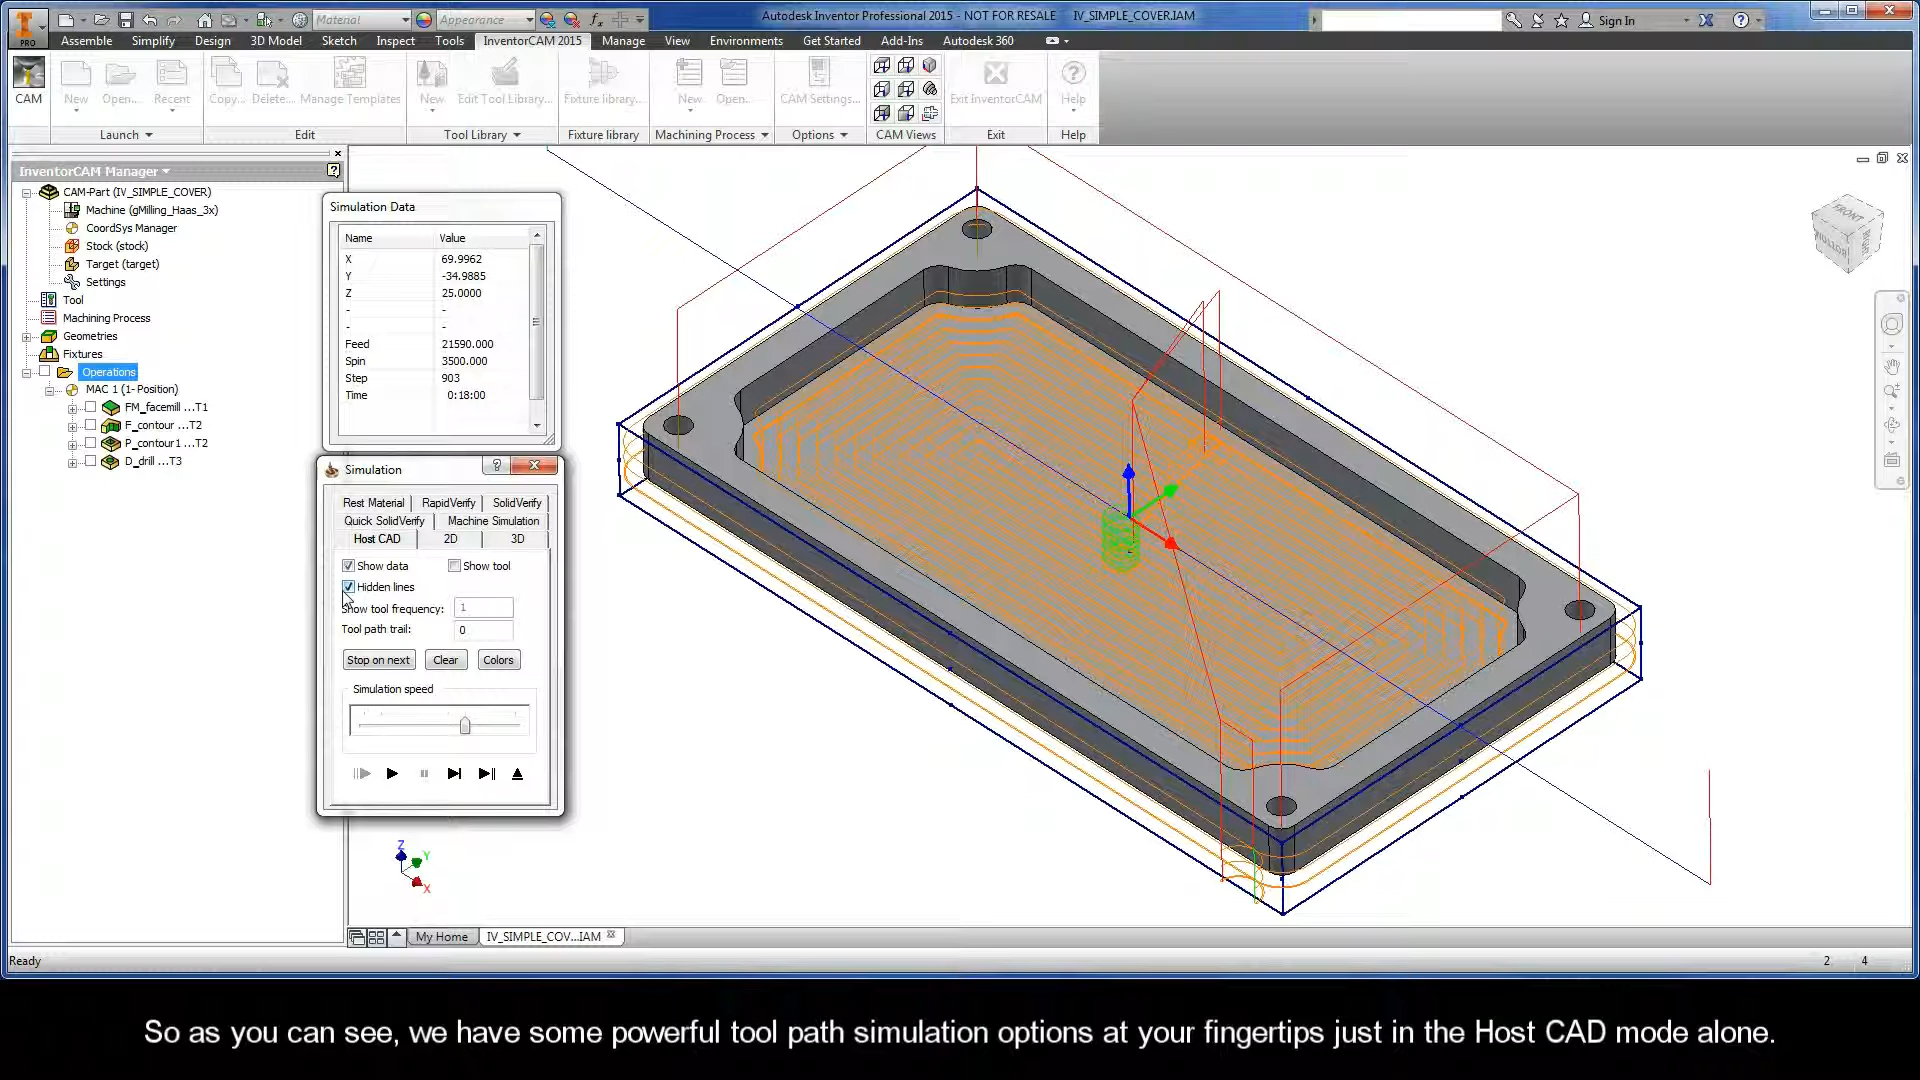 Material
Appearance
Autodesk Inventor Professional 2015 - NOT FOR RESALE IV_SIMPLE_COVER.IAM
Sign In
PRO
Assemble Simplify Design 3D Model Sketch Inspect Tools InventorCAM 2015 Manage View Environments Get Started Add-Ins Autodesk 360
CAM New Open... Recent Copy... Delete... Manage Templates New Edit Tool Library... Fixture library... New Open... CAM Settings... Exit InventorCAM Help
Launch Edit Tool Library Fixture library Machining Process Options CAM Views Exit Help
InventorCAM Manager
CAM-Part (IV_SIMPLE_COVER)
Machine (gMilling_Haas_3x)
CoordSys Manager
Stock (stock)
Target (target)
Settings
Tool
Machining Process
Geometries
Fixtures
Operations
MAC 1 (1- Position)
FM_facemill ...T1
F_contour ...T2
P_contour1 ...T2
D_drill ...T3
Simulation Data
Name Value
X 69.9962
Y -34.9885
Z 25.0000
- -
- -
Feed 21590.000
Spin 3500.000
Step 903
Time 0:18:00
Simulation
Rest Material RapidVerify SolidVerify
Quick SolidVerify Machine Simulation
Host CAD 2D 3D
Show data Show tool
Hidden lines
Show tool frequency: 1
Tool path trail: 0
Stop on next Clear Colors
Simulation speed
FRONT
BOTTOM
Z
Y
X
My Home IV_SIMPLE_COV...IAM
Ready 2 4
So as you can see, we have some powerful tool path simulation options at your fingertips just in the Host CAD mode alone.